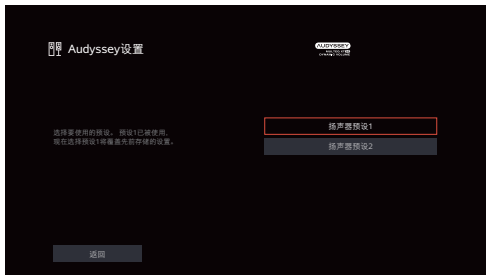 Audyssey设置
AUDYSSEY
DYNAMIC VOLUME
选择要使用的预设。 预设1已被使用,
现在选择预设1将覆盖先前存储的设置。
扬声器预设1
扬声器预设2
返回